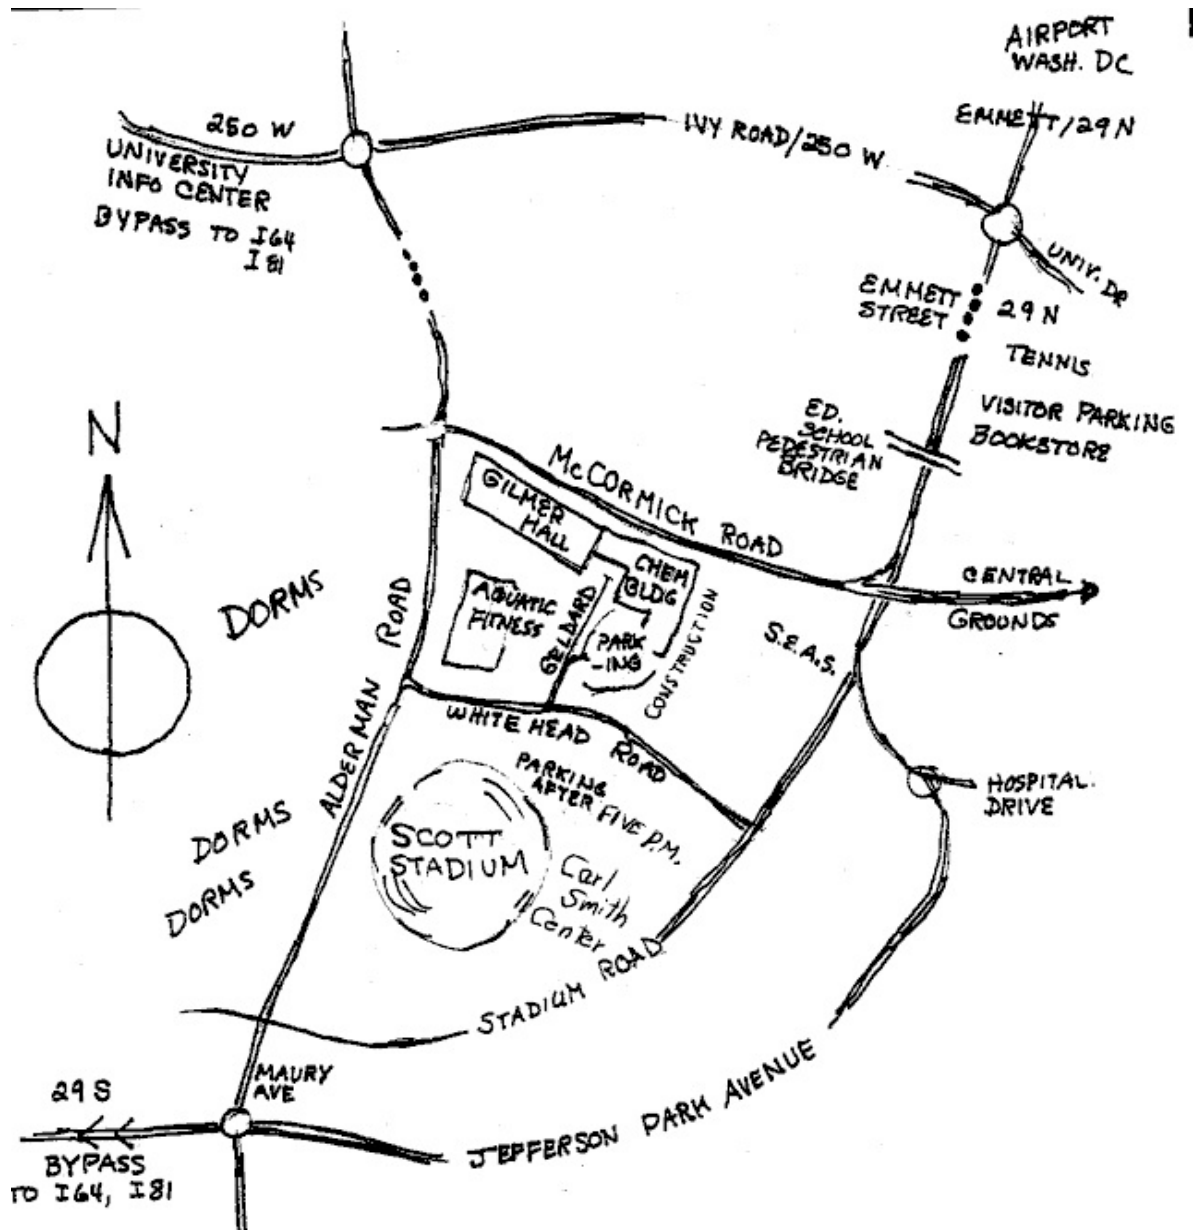 AIRPORT
WASH. DC
EMMETT/29 N
250 W
IVY ROAD/250 W
UNIVERSITY
INFO CENTER
BYPASS TO I64
I81
UNIV. DR
EMMETT
STREET
29 N
TENNIS
VISITOR PARKING
BOOKSTORE
ED.
SCHOOL
PEDESTRIAN
BRIDGE
N
McCORMICK ROAD
GILMER
HALL
CHEM
BLDG
AQUATIC
FITNESS
GELDARD
PARK
-ING
CONSTRUCTION
CENTRAL
GROUNDS
S.E.A.S.
DORMS
ALDERMAN ROAD
WHITEHEAD ROAD
PARKING
AFTER FIVE P.M.
HOSPITAL.
DRIVE
DORMS
DORMS
SCOTT
STADIUM
Carl
Smith
Center
STADIUM ROAD
MAURY
AVE
29 S
JEFFERSON PARK AVENUE
BYPASS
TO I64, I81